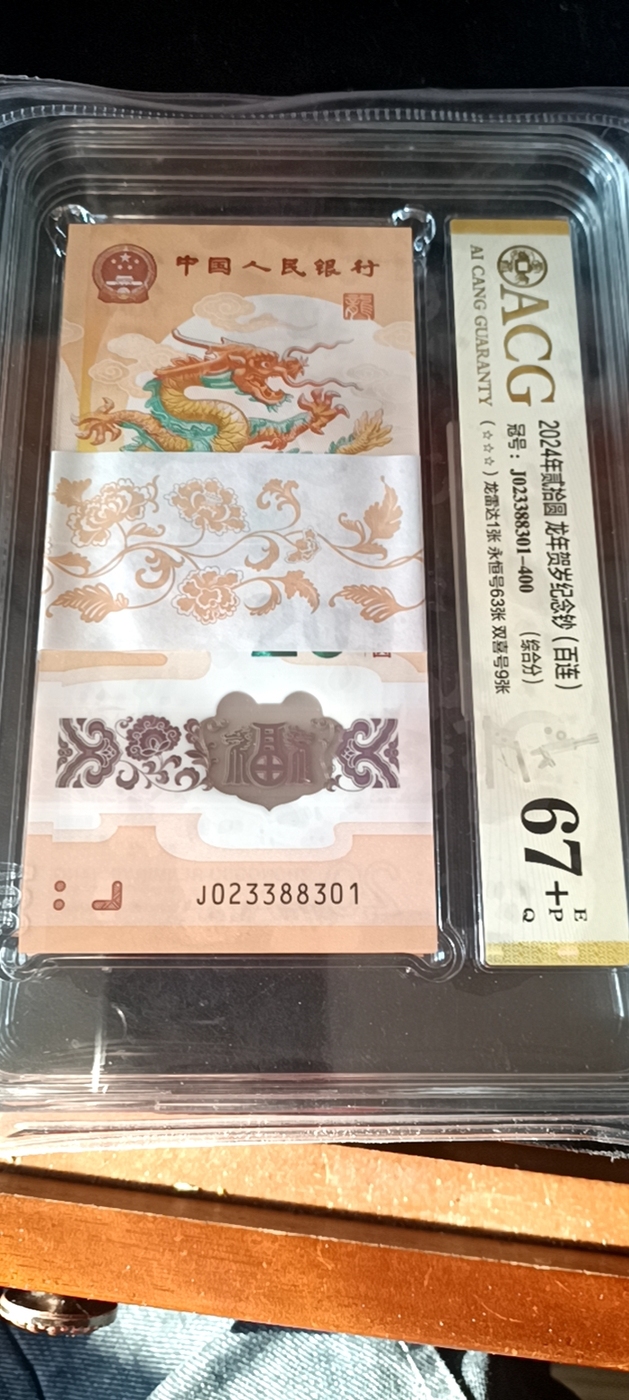 中国人民银行
福
J023388301
ACG
AI CANG GUARANTY
2024年贰拾圆 龙年贺岁纪念钞（百连）
冠号：J023388301-400 （综合分）
（☆☆☆）龙雷达1张 永恒号63张 双喜号9张
67+
E
P
Q